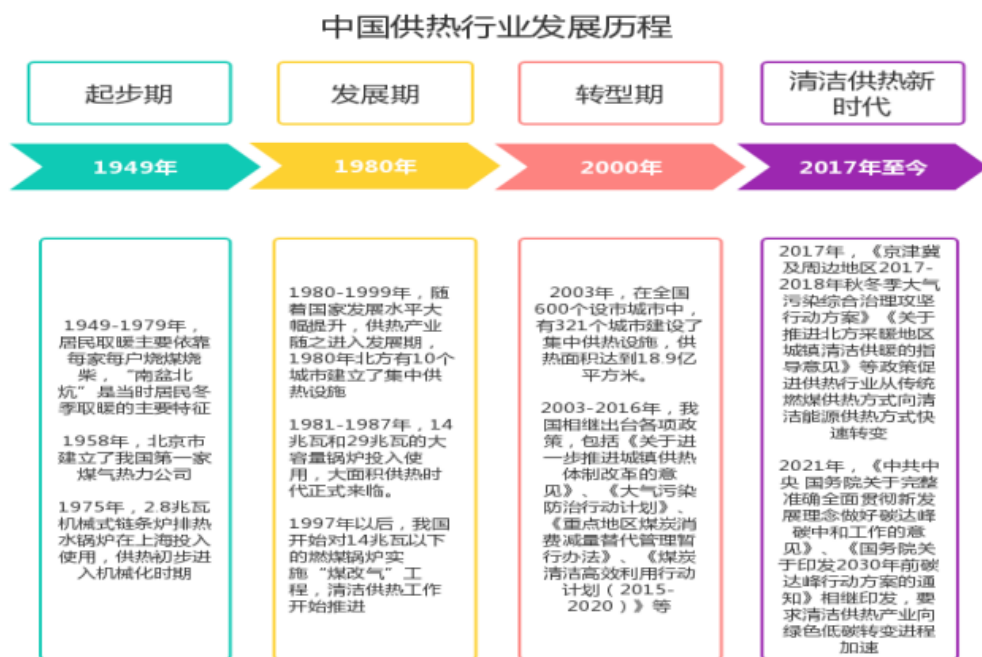 中国供热行业发展历程
起步期
发展期
转型期
清洁供热新
时代
1949年
1980年
2000年
2017年至今
1949-1979年，
居民取暖主要依靠
每家每户烧煤烧
柴，“南盆北
炕”是当时居民冬
季取暖的主要特征
1958年，北京市
建立了我国第一家
煤气热力公司
1975年，2.8兆瓦
机械式链条炉排热
水锅炉在上海投入
使用，供热初步进
入机械化时期
1980-1999年，随
着国家发展水平大
幅提升，供热产业
随之进入发展期，
1980年北方有10个
城市建立了集中供
热设施
1981-1987年，14
兆瓦和29兆瓦的大
容量锅炉投入使
用，大面积供热时
代正式来临。
1997年以后，我国
开始对14兆瓦以下
的燃煤锅炉实
施“煤改气”工
程，清洁供热工作
开始推进
2003年，在全国
600个设市城市中，
有321个城市建设了
集中供热设施，供
热面积达到18.9亿
平方米。
2003-2016年，我
国相继出台各项政
策，包括《关于进
一步推进城镇供热
体制改革的意
见》、《大气污染
防治行动计划》、
《重点地区煤炭消
费减量替代管理暂
行办法》、《煤炭
清洁高效利用行动
计划（2015-
2020）》等
2017年，《京津冀
及周边地区2017-
2018年秋冬季大气
污染综合治理攻坚
行动方案》《关于
推进北方采暖地区
城镇清洁供暖的指
导意见》等政策促
进供热行业从传统
燃煤供热方式向清
洁能源供热方式快
速转变
2021年，《中共中
央 国务院关于完整
准确全面贯彻新发
展理念做好碳达峰
碳中和工作的意
见》、《国务院关
于印发2030年前碳
达峰行动方案的通
知》相继印发，要
求清洁供热产业向
绿色低碳转变进程
加速